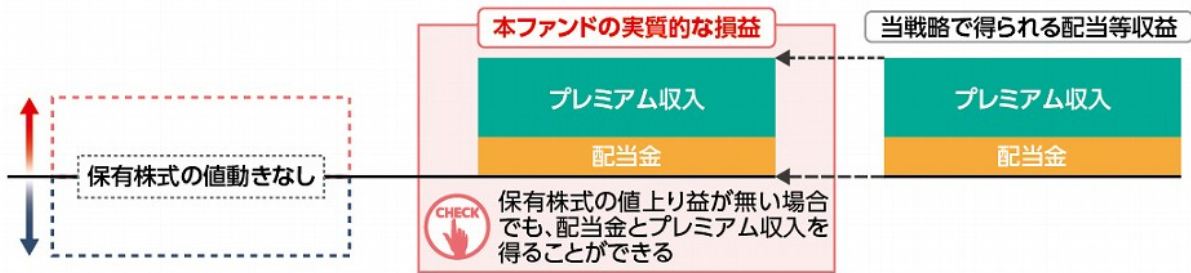 本ファンドの実質的な損益
当戦略で得られる配当等収益
プレミアム収入
プレミアム収入
配当金
配当金
保有株式の値動きなし
CHECK
保有株式の値上り益が無い場合
でも、配当金とプレミアム収入を
得ることができる